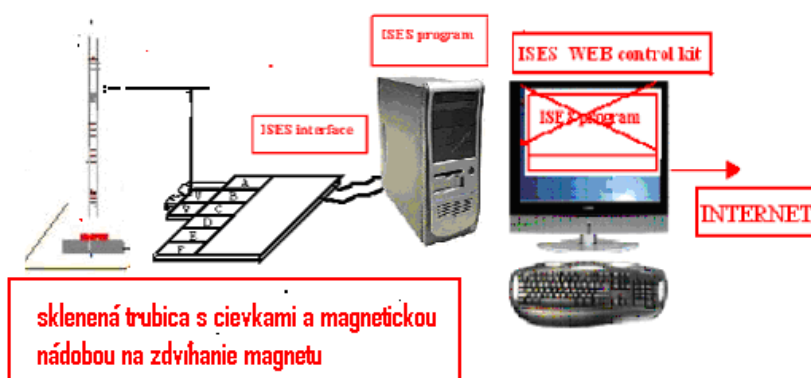 ISES program
ISES WEB control kit
ISES program
ISES interface
A
B
C
D
E
F
INTERNET
sklenená trubica s cievkami a magnetickou
nádobou na zdvíhanie magnetu